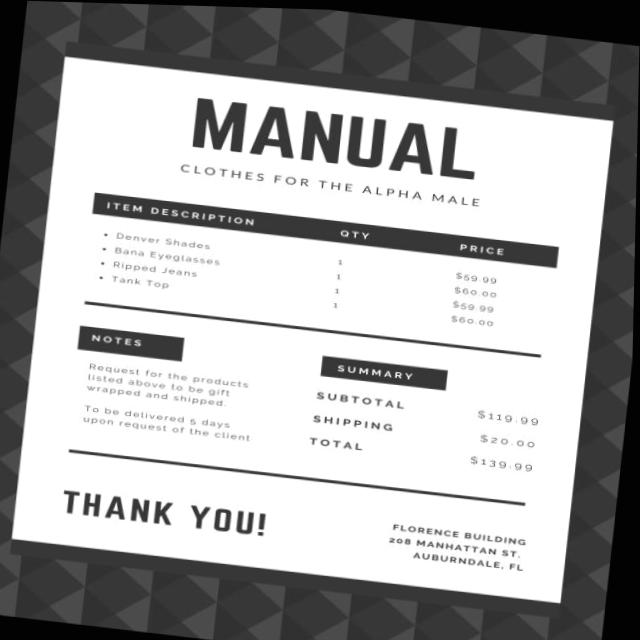 MANUAL
CLOTHES FOR THE ALPHA MALE
ITEM DESCRIPTION QTY PRICE
• Denver Shades 1 $59.99
• Bana Eyeglasses 1 $60.00
• Ripped Jeans 1 $59.99
• Tank Top 1 $60.00
NOTES
Request for the products
listed above to be gift
wrapped and shipped.
To be delivered 5 days
upon request of the client
SUMMARY
SUBTOTAL $119.99
SHIPPING $20.00
TOTAL $139.99
THANK YOU!
FLORENCE BUILDING
208 MANHATTAN ST.
AUBURNDALE, FL